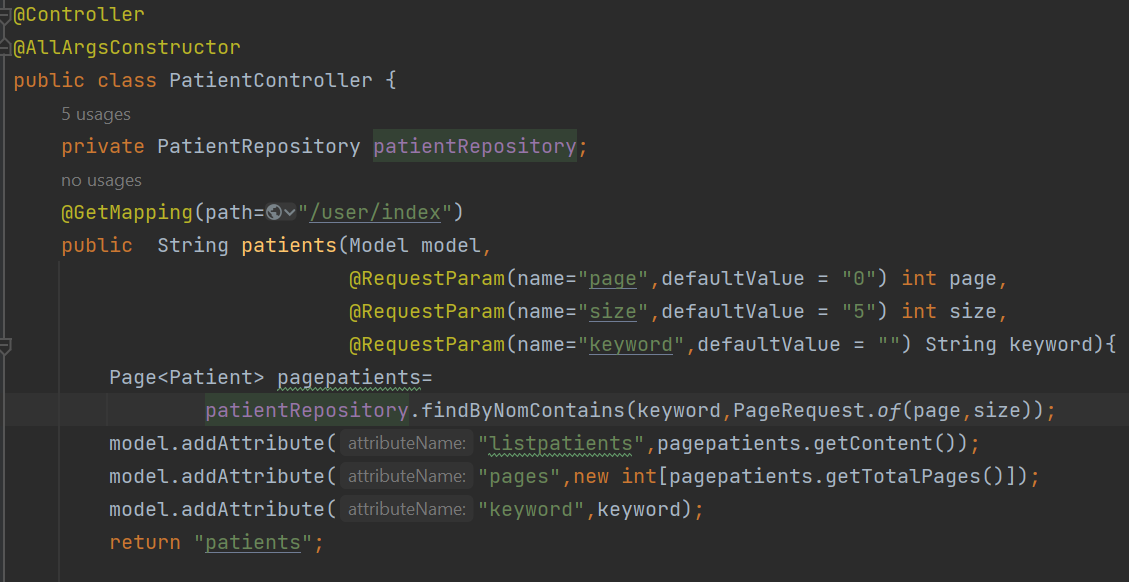 @Controller
@AllArgsConstructor
public class PatientController {
5 usages
private PatientRepository patientRepository;
no usages
@GetMapping(path="/user/index")
public  String patients(Model model,
@RequestParam(name="page",defaultValue = "0") int page,
@RequestParam(name="size",defaultValue = "5") int size,
@RequestParam(name="keyword",defaultValue = "") String keyword){
Page<Patient> pagepatients=
patientRepository.findByNomContains(keyword,PageRequest.of(page,size));
model.addAttribute( attributeName: "listpatients",pagepatients.getContent());
model.addAttribute( attributeName: "pages",new int[pagepatients.getTotalPages()]);
model.addAttribute( attributeName: "keyword",keyword);
return "patients";